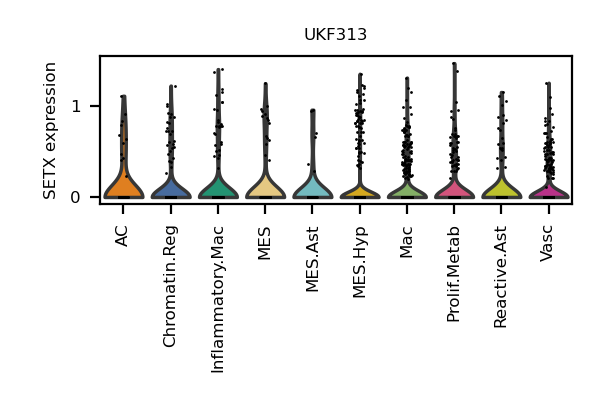 UKF313
SETX expression
1
0
AC
Chromatin.Reg
Inflammatory.Mac
MES
MES.Ast
MES.Hyp
Mac
Prolif.Metab
Reactive.Ast
Vasc